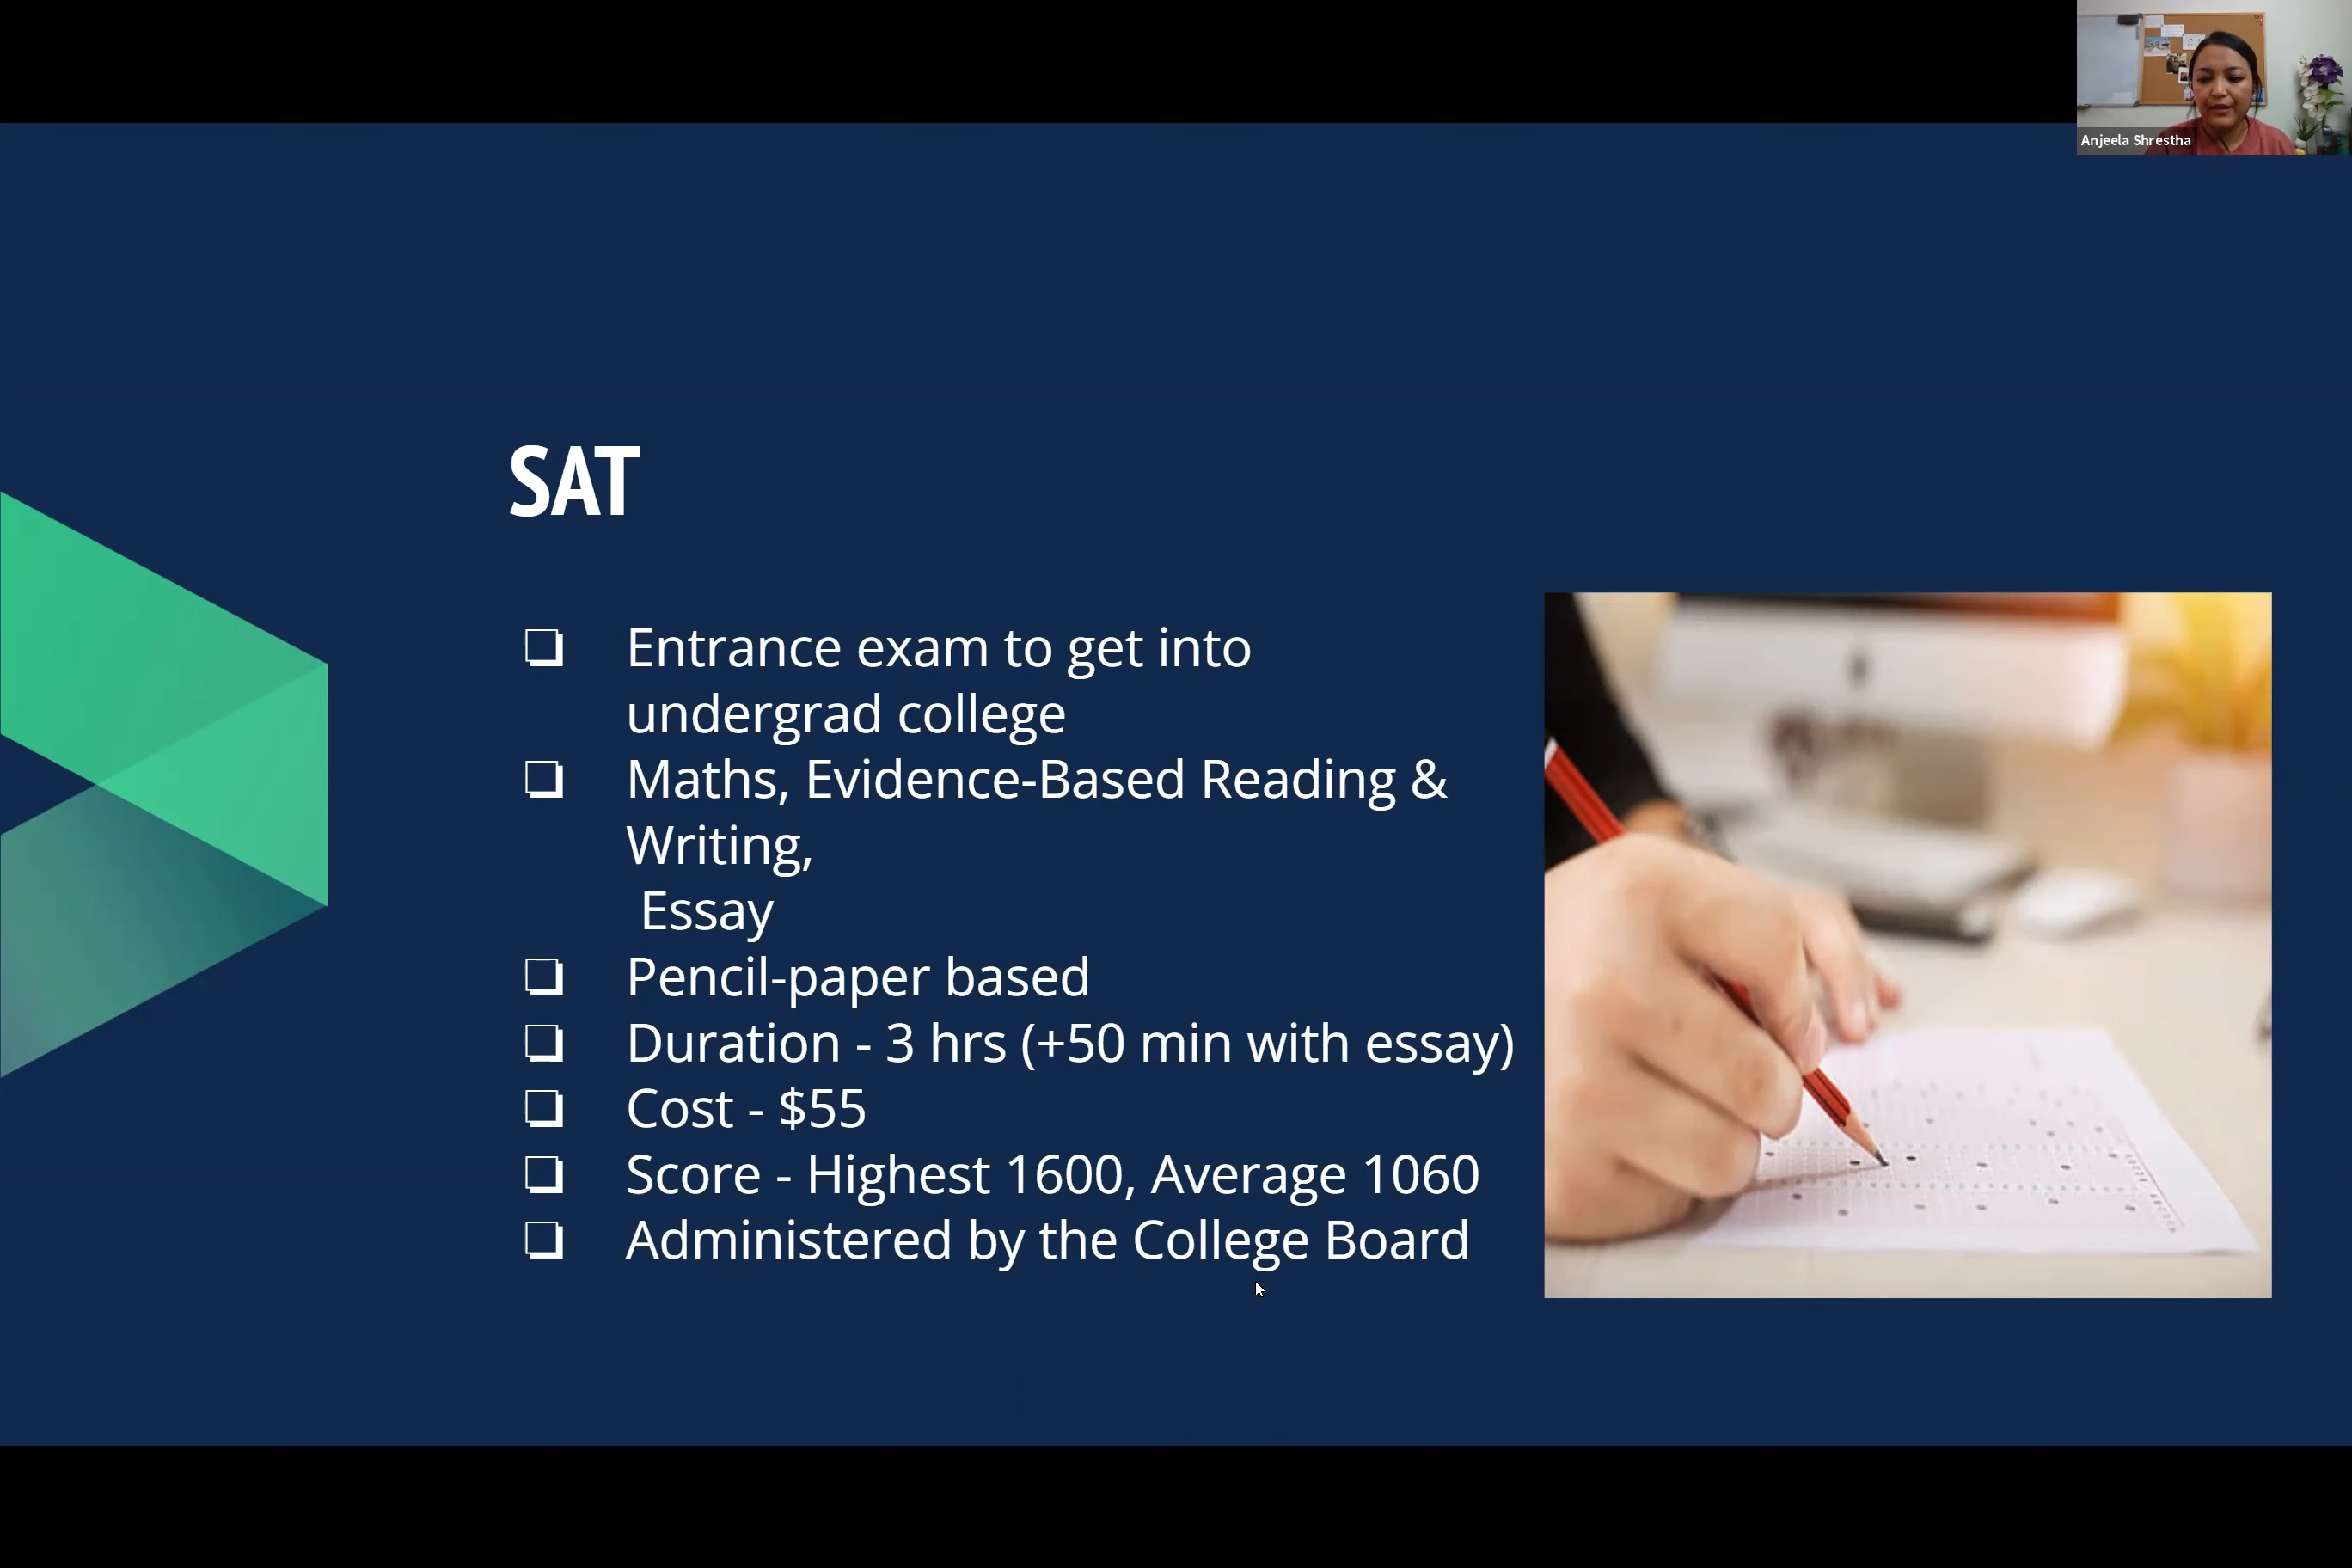 Anjeela Shrestha
SAT
❏ Entrance exam to get into
undergrad college
❏ Maths, Evidence-Based Reading &
Writing,
Essay
❏ Pencil-paper based
❏ Duration - 3 hrs (+50 min with essay)
❏ Cost - $55
❏ Score - Highest 1600, Average 1060
❏ Administered by the College Board